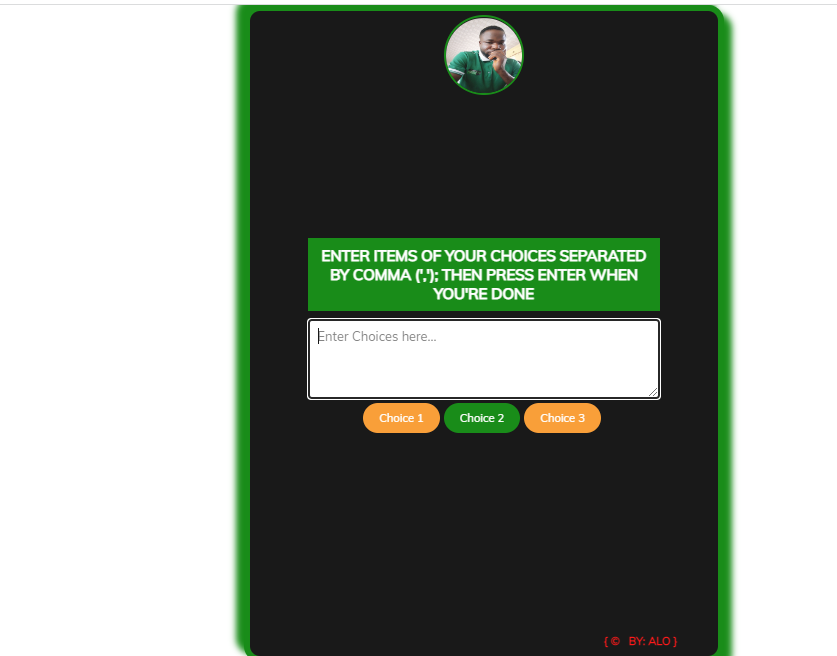 ENTER ITEMS OF YOUR CHOICES SEPARATED
BY COMMA (','); THEN PRESS ENTER WHEN
YOU'RE DONE
Enter Choices here...
Choice 1 Choice 2 Choice 3
{ © BY: ALO }